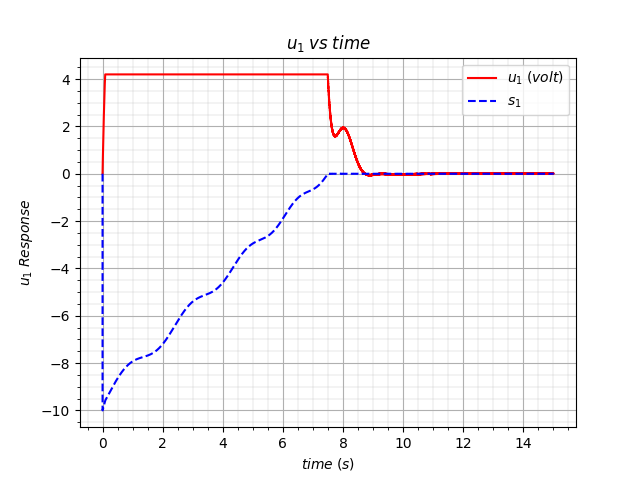 u₁ vs time
u₁ (volt)
s₁
u₁ Response
4
2
0
−2
−4
−6
−8
−10
0 2 4 6 8 10 12 14
time (s)